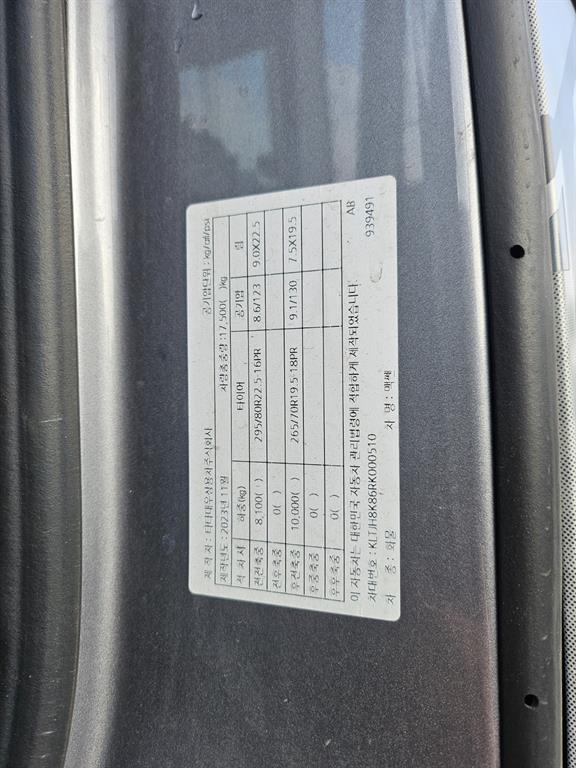 제 작 자 : 타타대우상용차주식회사 공기압단위 : kg/㎠/psi
제작년도 : 2023년 11월 차량총중량 :17,500( )kg
적 차 시 하중(kg) 타이어 공기압 림
전전축중 8,100( ) 295/80R22.5-16PR 8.6/123 9.0X22.5
전후축중 0( )
후전축중 10,000( ) 265/70R19.5-18PR 9.1/130 7.5X19.5
후중축중 0( )
후후축중 0( )
이 자동차는 대한민국 자동차 관리법령에 적합하게 제작되었습니다. AB
차대번호 : KLTJH8K86RK000510 939491
차 종 : 화물 차 명 : 맥쎈